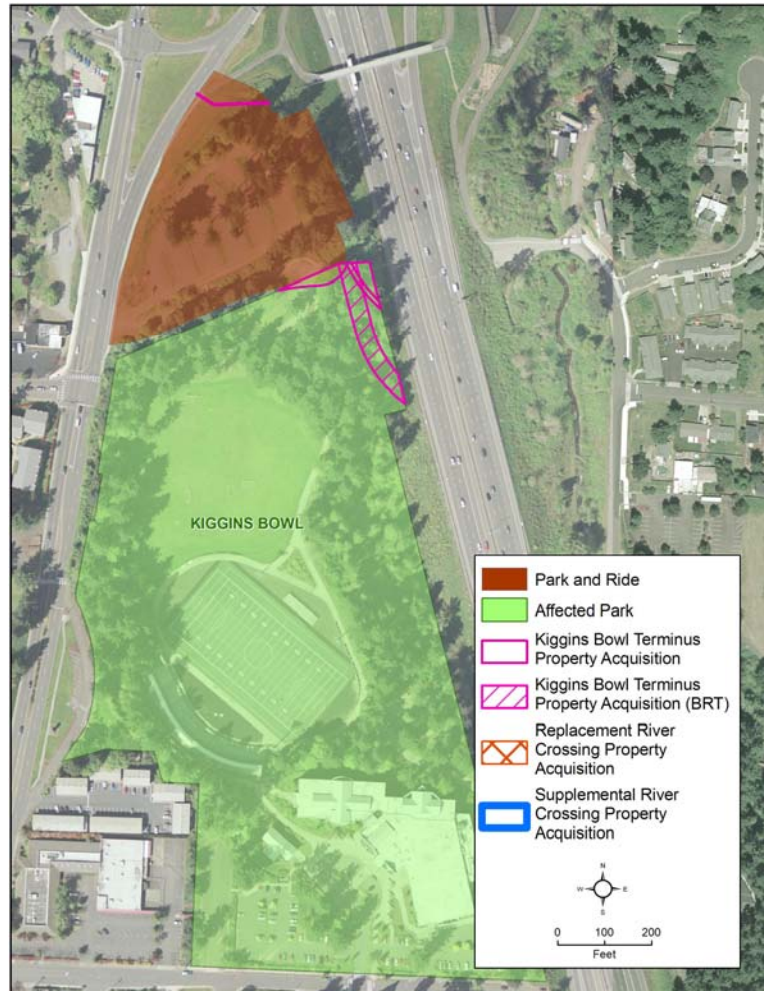 KIGGINS BOWL
Park and Ride
Affected Park
Kiggins Bowl Terminus
Property Acquisition
Kiggins Bowl Terminus
Property Acquisition (BRT)
Replacement River
Crossing Property
Acquisition
Supplemental River
Crossing Property
Acquisition
N
W E
S
0 100 200
Feet